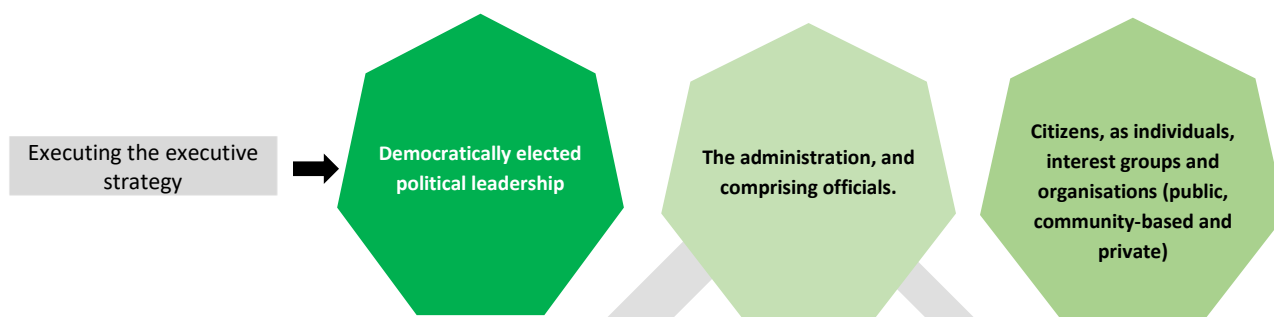 Executing the executive
strategy
Democratically elected
political leadership
The administration, and
comprising officials.
Citizens, as individuals,
interest groups and
organisations (public,
community-based and
private)